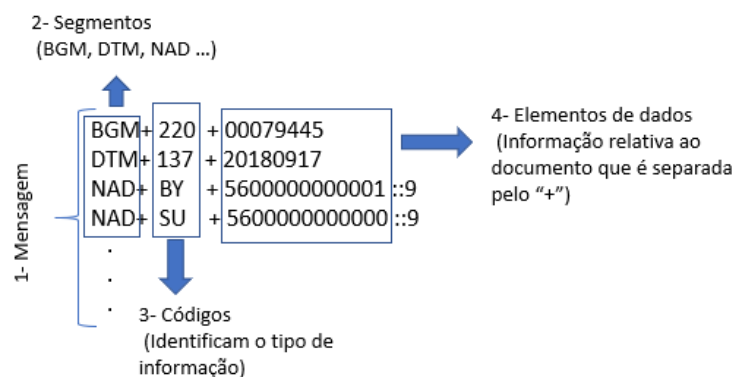 2- Segmentos
(BGM, DTM, NAD ...)
BGM+ 220 + 00079445
DTM+ 137 + 20180917
NAD+ BY + 5600000000001 ::9
NAD+ SU + 5600000000000 ::9
.
.
.
1- Mensagem
3- Códigos
(Identificam o tipo de
informação)
4- Elementos de dados
(Informação relativa ao
documento que é separada
pelo “+”)